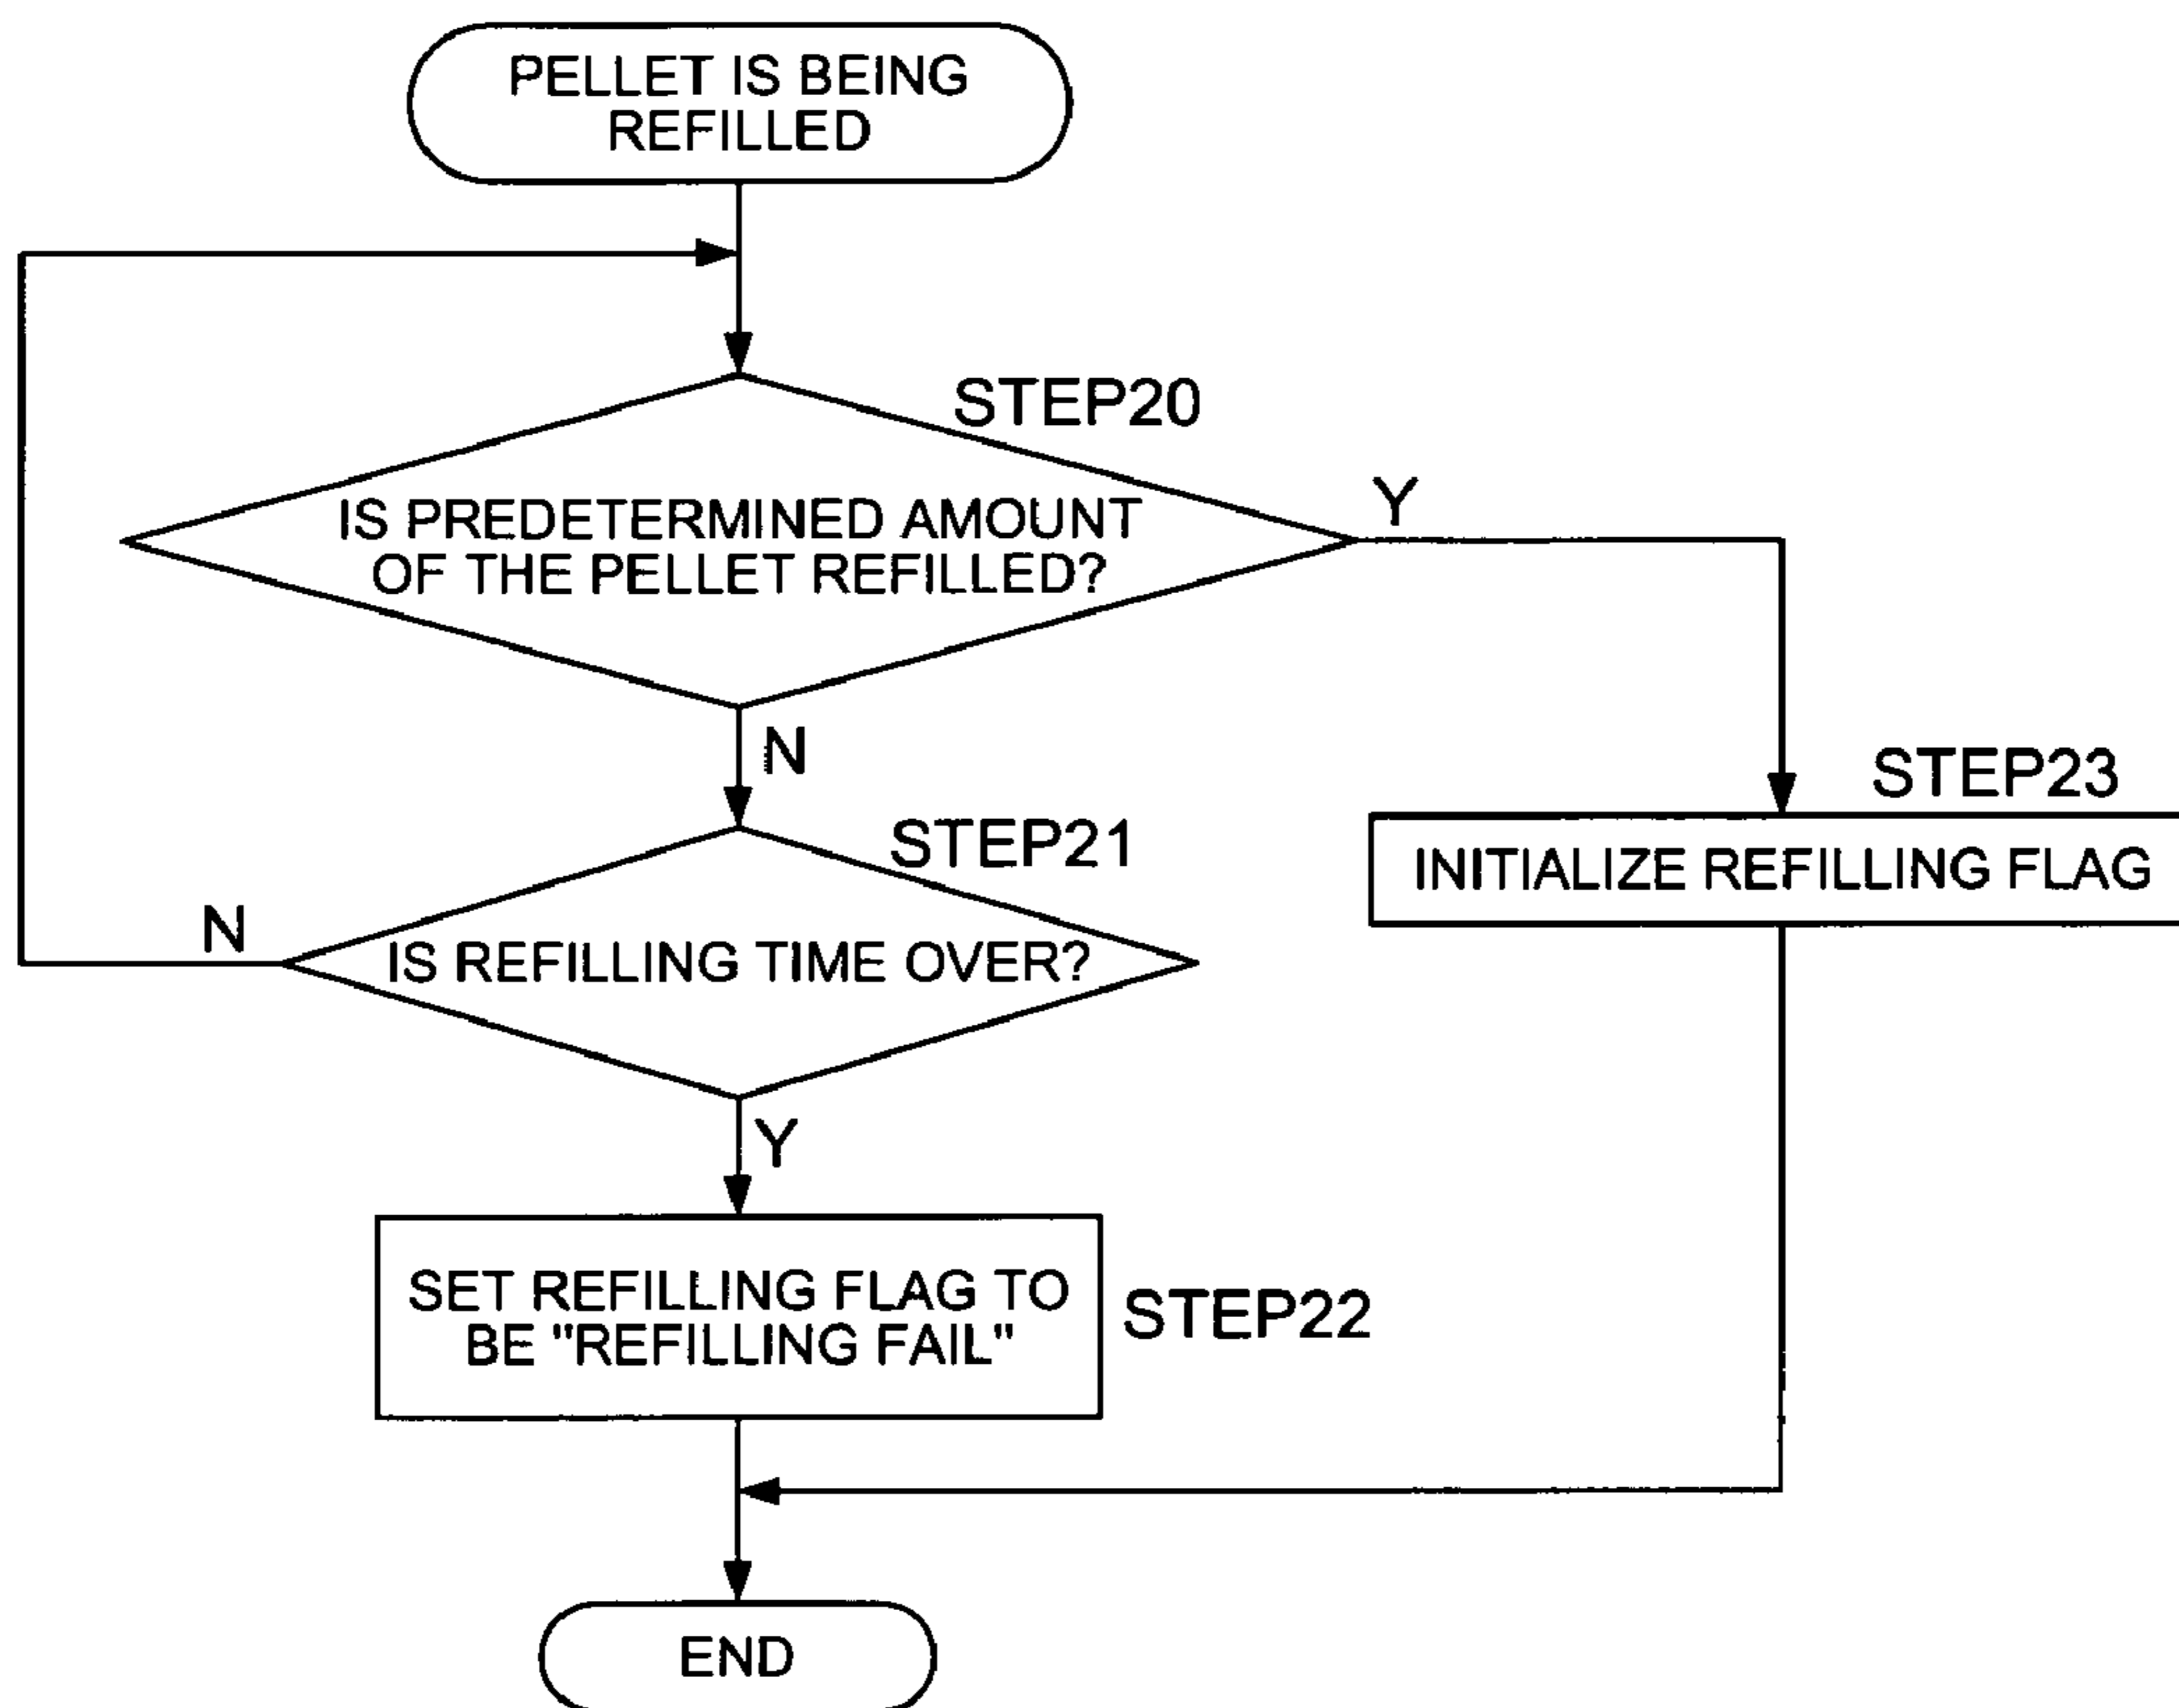 PELLET IS BEING
REFILLED
STEP20
IS PREDETERMINED AMOUNT
OF THE PELLET REFILLED?
Y
N
STEP23
INITIALIZE REFILLING FLAG
STEP21
N
IS REFILLING TIME OVER?
Y
SET REFILLING FLAG TO
BE "REFILLING FAIL"
STEP22
END